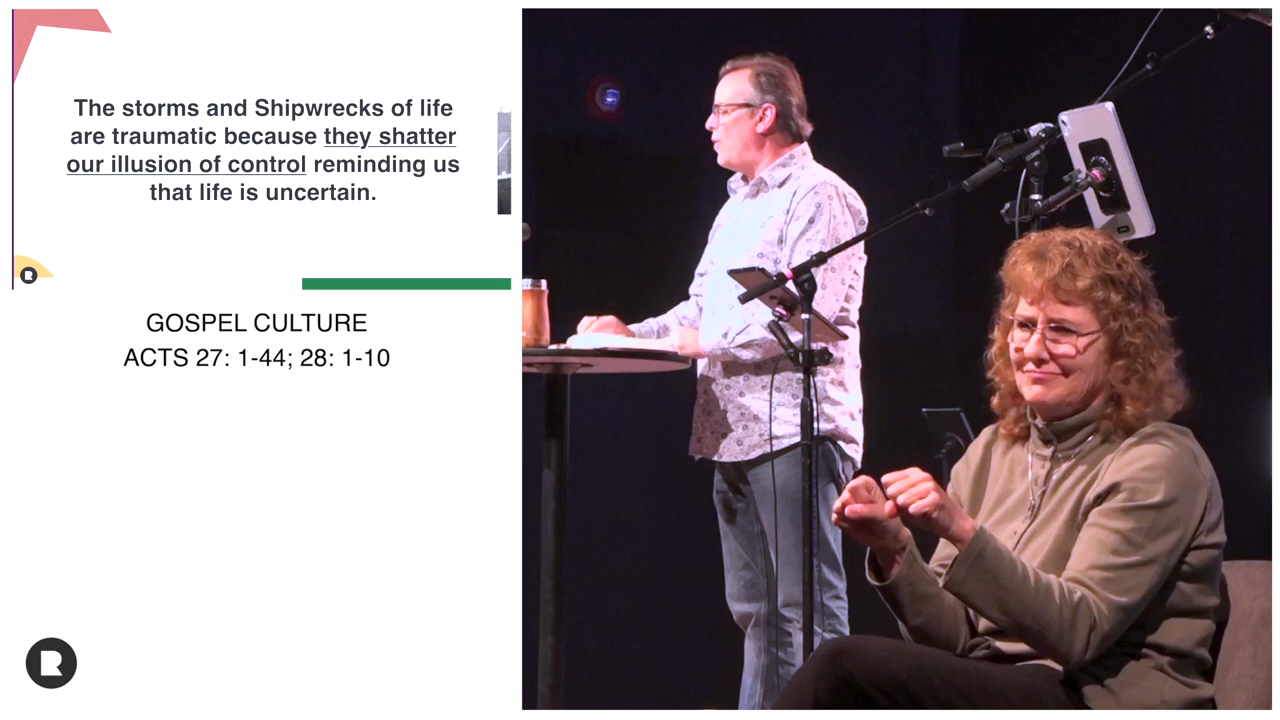 The storms and Shipwrecks of life
are traumatic because they shatter
our illusion of control reminding us
that life is uncertain.
R
GOSPEL CULTURE
ACTS 27: 1-44; 28: 1-10
R